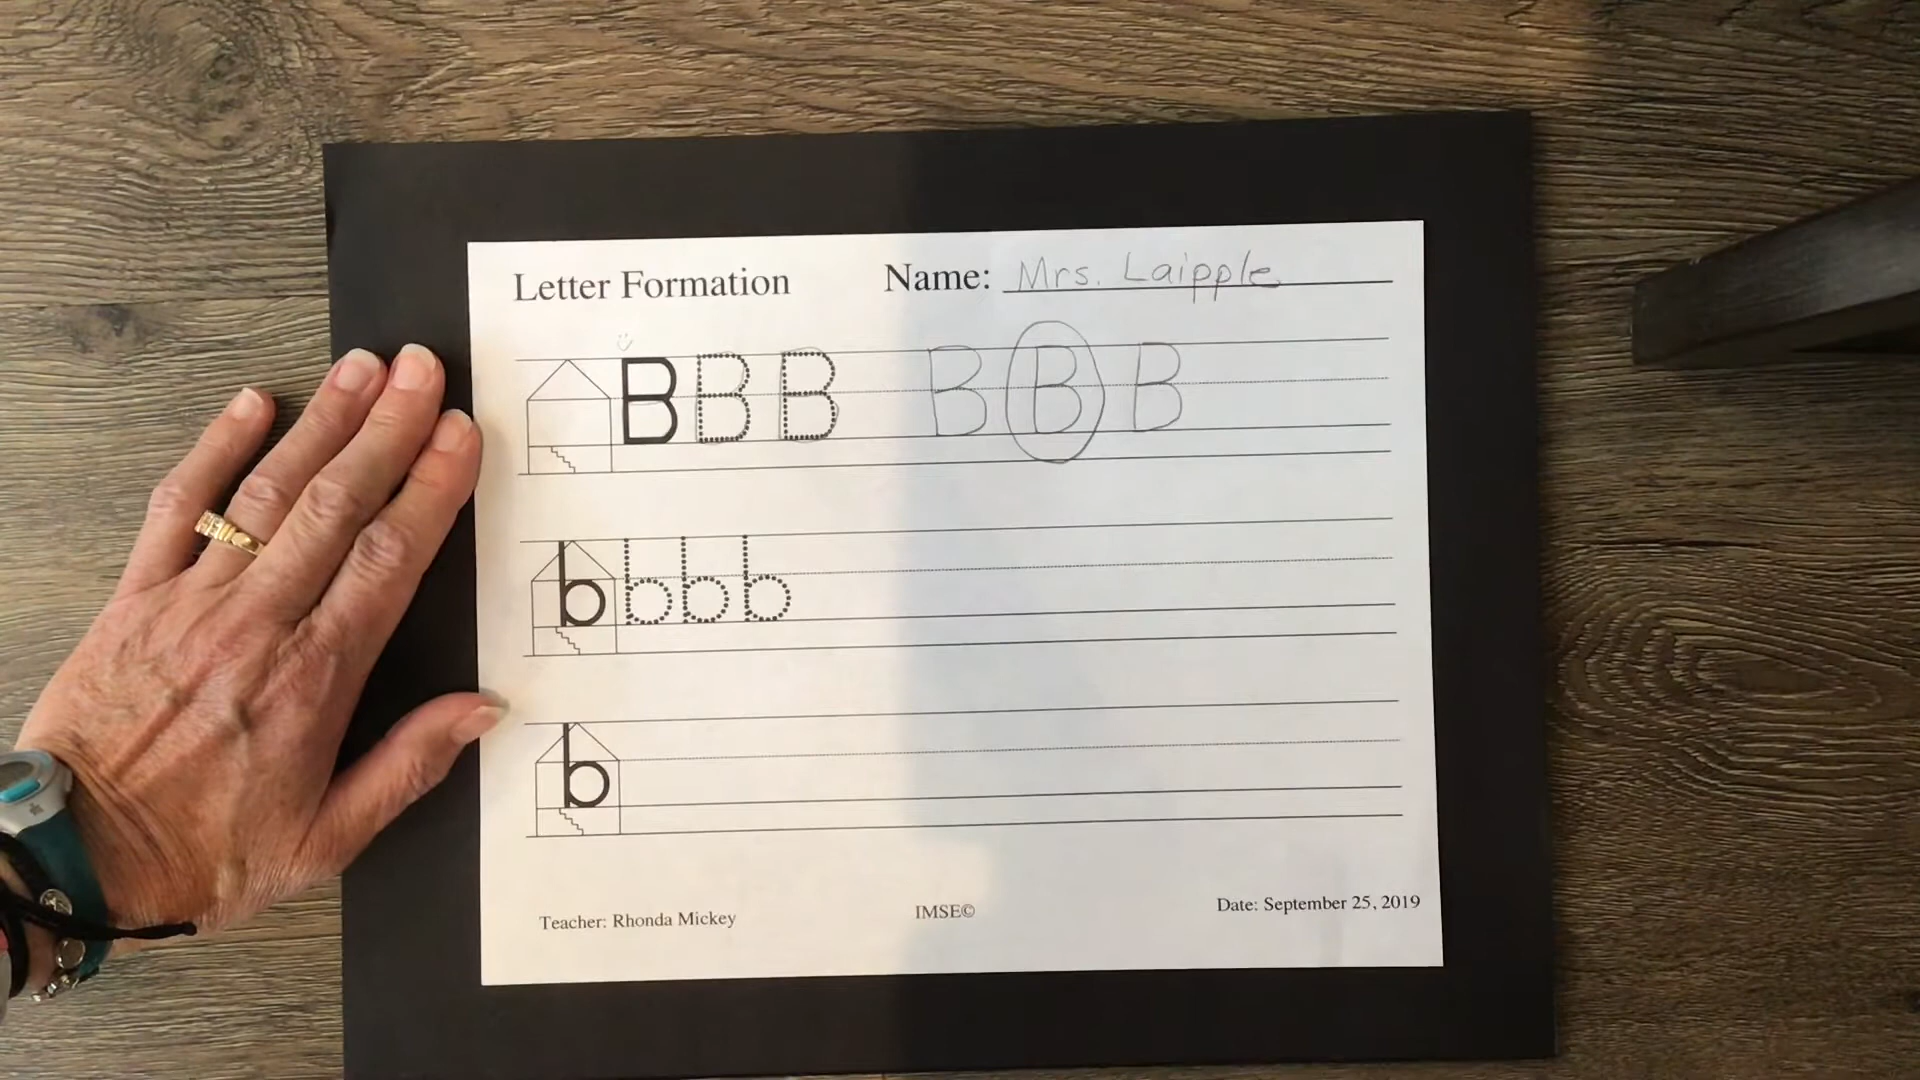 Letter Formation Name: Mrs. Laipple
B B B B B B
b b b b
b
Teacher: Rhonda Mickey IMSE© Date: September 25, 2019